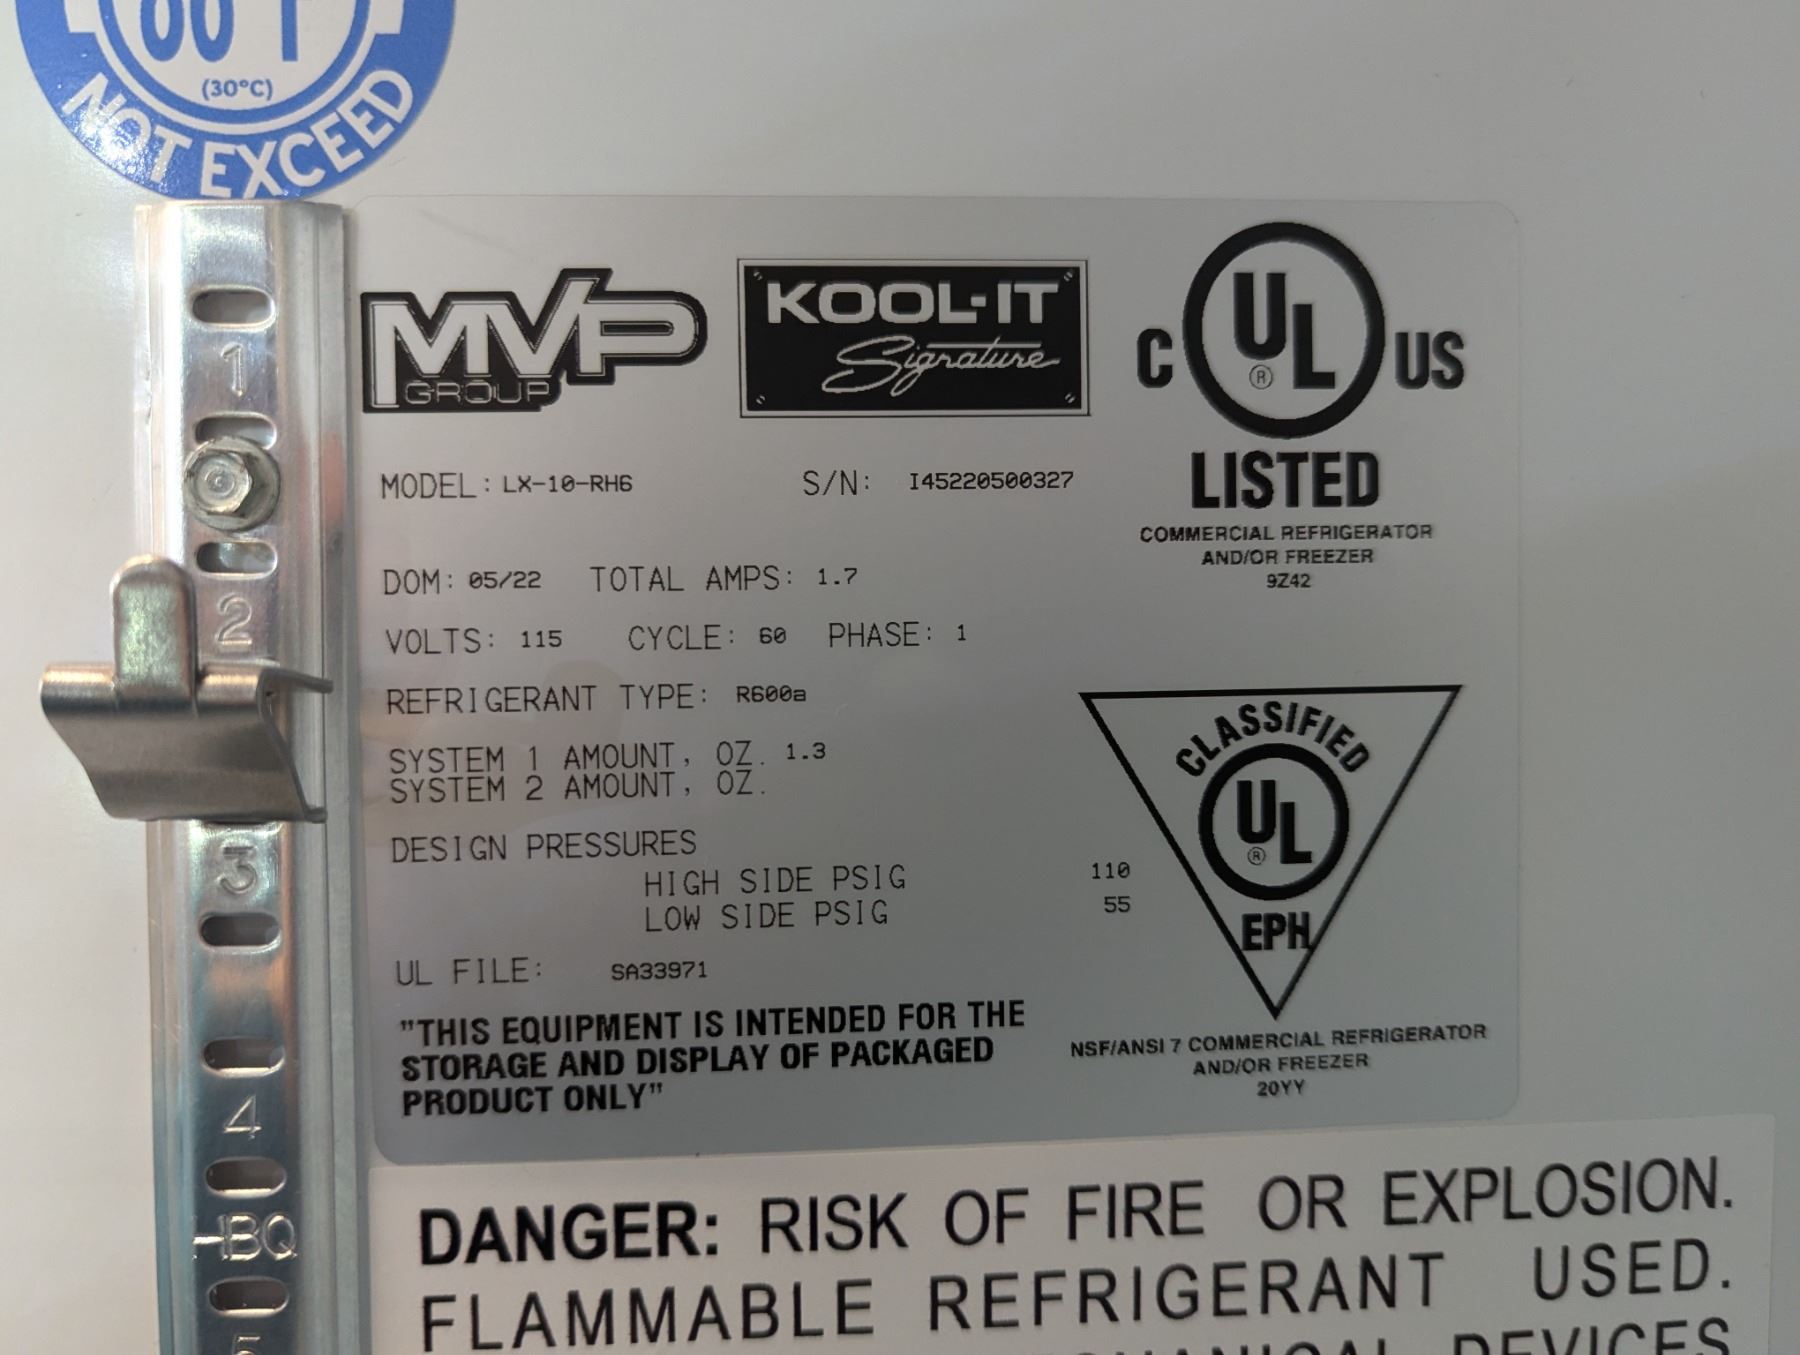 (30°C)
NOT EXCEED
MVP
GROUP
KOOL-IT
Signature
C UL® US
LISTED
COMMERCIAL REFRIGERATOR
AND/OR FREEZER
9Z42
MODEL: LX-10-RH6 S/N: I45220500327
DOM: 05/22 TOTAL AMPS: 1.7
VOLTS: 115 CYCLE: 60 PHASE: 1
REFRIGERANT TYPE: R600a
SYSTEM 1 AMOUNT, OZ. 1.3
SYSTEM 2 AMOUNT, OZ.
DESIGN PRESSURES
HIGH SIDE PSIG 110
LOW SIDE PSIG 55
UL FILE: SA33971
"THIS EQUIPMENT IS INTENDED FOR THE
STORAGE AND DISPLAY OF PACKAGED
PRODUCT ONLY"
CLASSIFIED
UL®
EPH
NSF/ANSI 7 COMMERCIAL REFRIGERATOR
AND/OR FREEZER
20YY
DANGER: RISK OF FIRE OR EXPLOSION.
FLAMMABLE REFRIGERANT USED.
DEVICES
1
2
3
4
HBQ
5